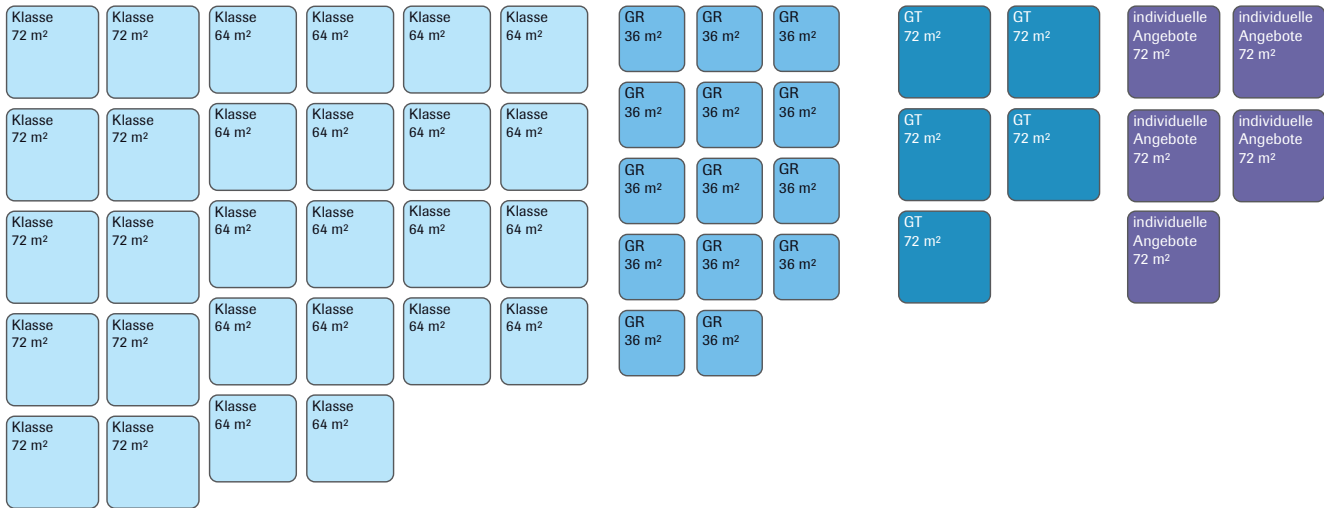 Klasse
72 m²
Klasse
72 m²
Klasse
64 m²
Klasse
64 m²
Klasse
64 m²
Klasse
64 m²
Klasse
72 m²
Klasse
72 m²
Klasse
64 m²
Klasse
64 m²
Klasse
64 m²
Klasse
64 m²
Klasse
72 m²
Klasse
72 m²
Klasse
64 m²
Klasse
64 m²
Klasse
64 m²
Klasse
64 m²
Klasse
72 m²
Klasse
72 m²
Klasse
64 m²
Klasse
64 m²
Klasse
64 m²
Klasse
64 m²
Klasse
72 m²
Klasse
72 m²
Klasse
64 m²
Klasse
64 m²
GR
36 m²
GR
36 m²
GR
36 m²
GR
36 m²
GR
36 m²
GR
36 m²
GR
36 m²
GR
36 m²
GR
36 m²
GR
36 m²
GR
36 m²
GR
36 m²
GR
36 m²
GR
36 m²
GT
72 m²
GT
72 m²
GT
72 m²
GT
72 m²
GT
72 m²
individuelle
Angebote
72 m²
individuelle
Angebote
72 m²
individuelle
Angebote
72 m²
individuelle
Angebote
72 m²
individuelle
Angebote
72 m²